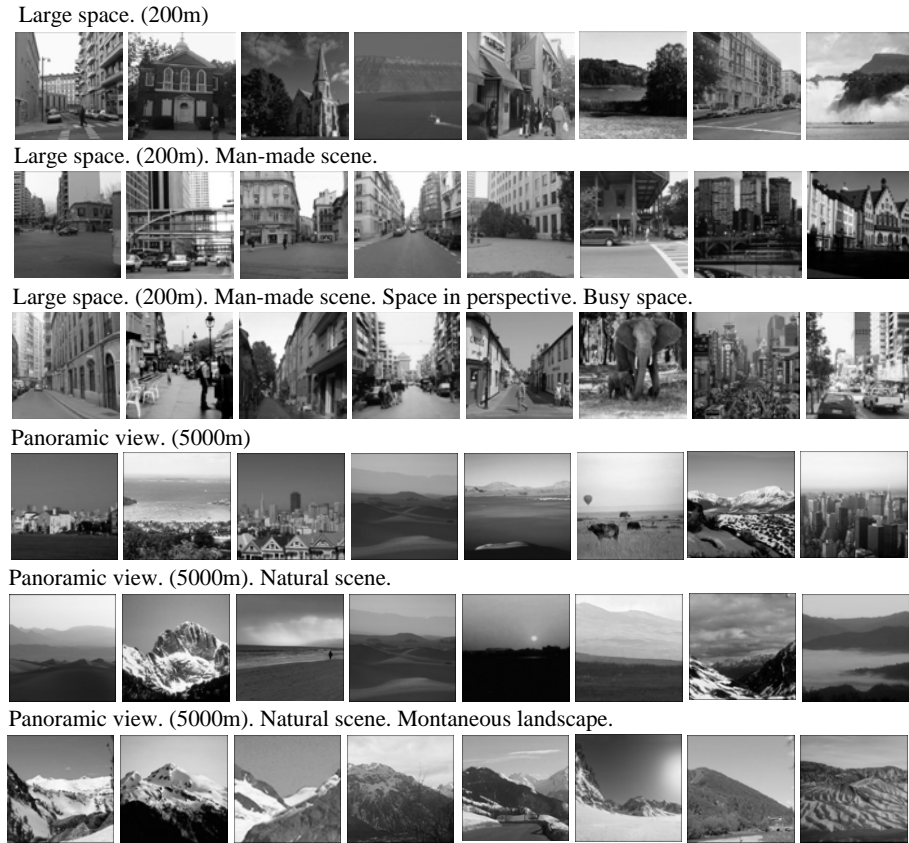 Large space. (200m)
Large space. (200m). Man-made scene.
Large space. (200m). Man-made scene. Space in perspective. Busy space.
Panoramic view. (5000m)
Panoramic view. (5000m). Natural scene.
Panoramic view. (5000m). Natural scene. Montaneous landscape.